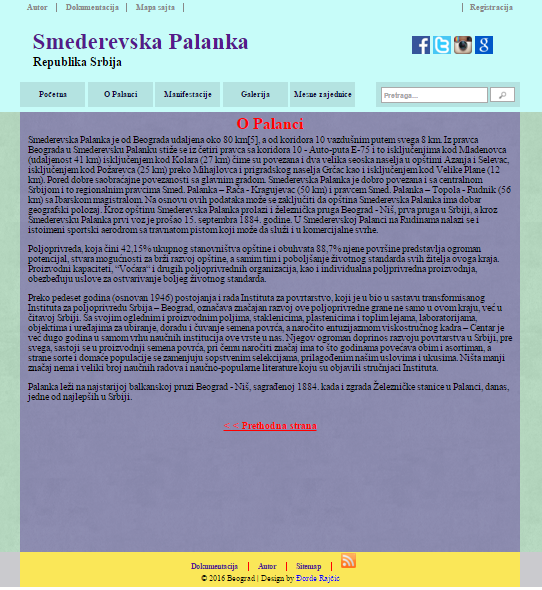 Autor | Dokumentacija | Mapa sajta |
| Registracija
Smederevska Palanka
Republika Srbija
Početna
O Palanci
Manifestacije
Galerija
Mesne zajednice
Pretraga...
O Palanci
Smederevska Palanka je od Beograda udaljena oko 80 km[5], a od koridora 10 vazdušnim putem svega 8 km. Iz pravca
Beograda u Smederevsku Palanku stiže se iz četiri pravca sa koridora 10 - Auto-puta E-75 i to isključenjima kod Mladenovca
(udaljenost 41 km) isključenjem kod Kolara (27 km) čime su povezana i dva velika seoska naselja u opštini: Azanja i Selevac,
isključenjem kod Požarevca (25 km) preko Mihajlovca i prigradskog naselja Grčac kao i isključenjem kod Velike Plane (12
km). Pored dobre saobraćajne povezanosti sa glavnim gradom, Smederevska Palanka je dobro povezana i sa centralnom
Srbijom i to regionalnim pravcima Smed. Palanka – Rača - Kragujevac (50 km) i pravcem Smed. Palanka – Topola - Rudnik (56
km) sa Ibarskom magistralom. Na osnovu ovih podataka može se zaključiti da opština Smederevska Palanka ima dobar
geografski polozaj. Kroz opštinu Smederevska Palanka prolazi i železnička pruga Beograd - Niš, prva pruga u Srbiji, a kroz
Smederevsku Palanku prvi voz je prošao 15. septembra 1884. godine. U Smederevskoj Palanci na Rudinama nalazi se i
istoimeni sportski aerodrom sa travnatom pistom koji može da služi i u komercijalne svrhe.
Poljoprivreda, koja čini 42,15% ukupnog stanovništva opštine i obuhvata 88,7% njene površine predstavlja ogroman
potencijal, stvara mogućnosti za brži razvoj opštine, a samim tim i poboljšanje životnog standarda svih žitelja ovoga kraja.
Proizvodni kapaciteti, “Voćara“ i drugih poljoprivrednih organizacija, kao i individualna poljprivredna proizvodnja,
obezbeđuju uslove za ostvarivanje boljeg životnog standarda.
Preko pedeset godina (osnovan 1946) postojanja i rada Instituta za povrtarstvo, koji je u bio u sastavu transformisanog
Instituta za poljoprivredu Srbija – Beograd, označava značajan razvoj ove poljoprivredne grane ne samo u ovom kraju, već u
čitavoj Srbiji. Sa svojim oglednim i proizvodnim poljima, staklenicima, plastenicima i toplim lejama, laboratorijama,
objektima i uređajima za ubiranje, doradu i čuvanje semena povrća, a naročito entuzijazmom viskostručnog kadra – Centar je
već dugo godina u samom vrhu naučnih institucija ove vrste u nas. Njegov ogroman doprinos razvoju povrtarstva u Srbiji, pre
svega, sastoji se u proizvodnji semena povrća, pri čemu naročiti značaj ima to što godinama povećava obim i asortiman, a
strane sorte i domaće populacije se zamenjuju sopstvenim selekcijama, prilagođenim našim uslovima i ukusima. Ništa manji
značaj nema i veliki broj naučnih radova i naučno-popularne literature koju su objavili stručnjaci Instituta.
Palanka leži na najstarijoj balkanskoj pruzi Beograd - Niš, sagrađenoj 1884. kada i zgrada Železničke stanice u Palanci, danas,
jedne od najlepših u Srbiji.
< < Prethodna strana
Dokumentacija | Autor | Sitemap |
© 2016 Beograd | Design by Đorđe Rajčić